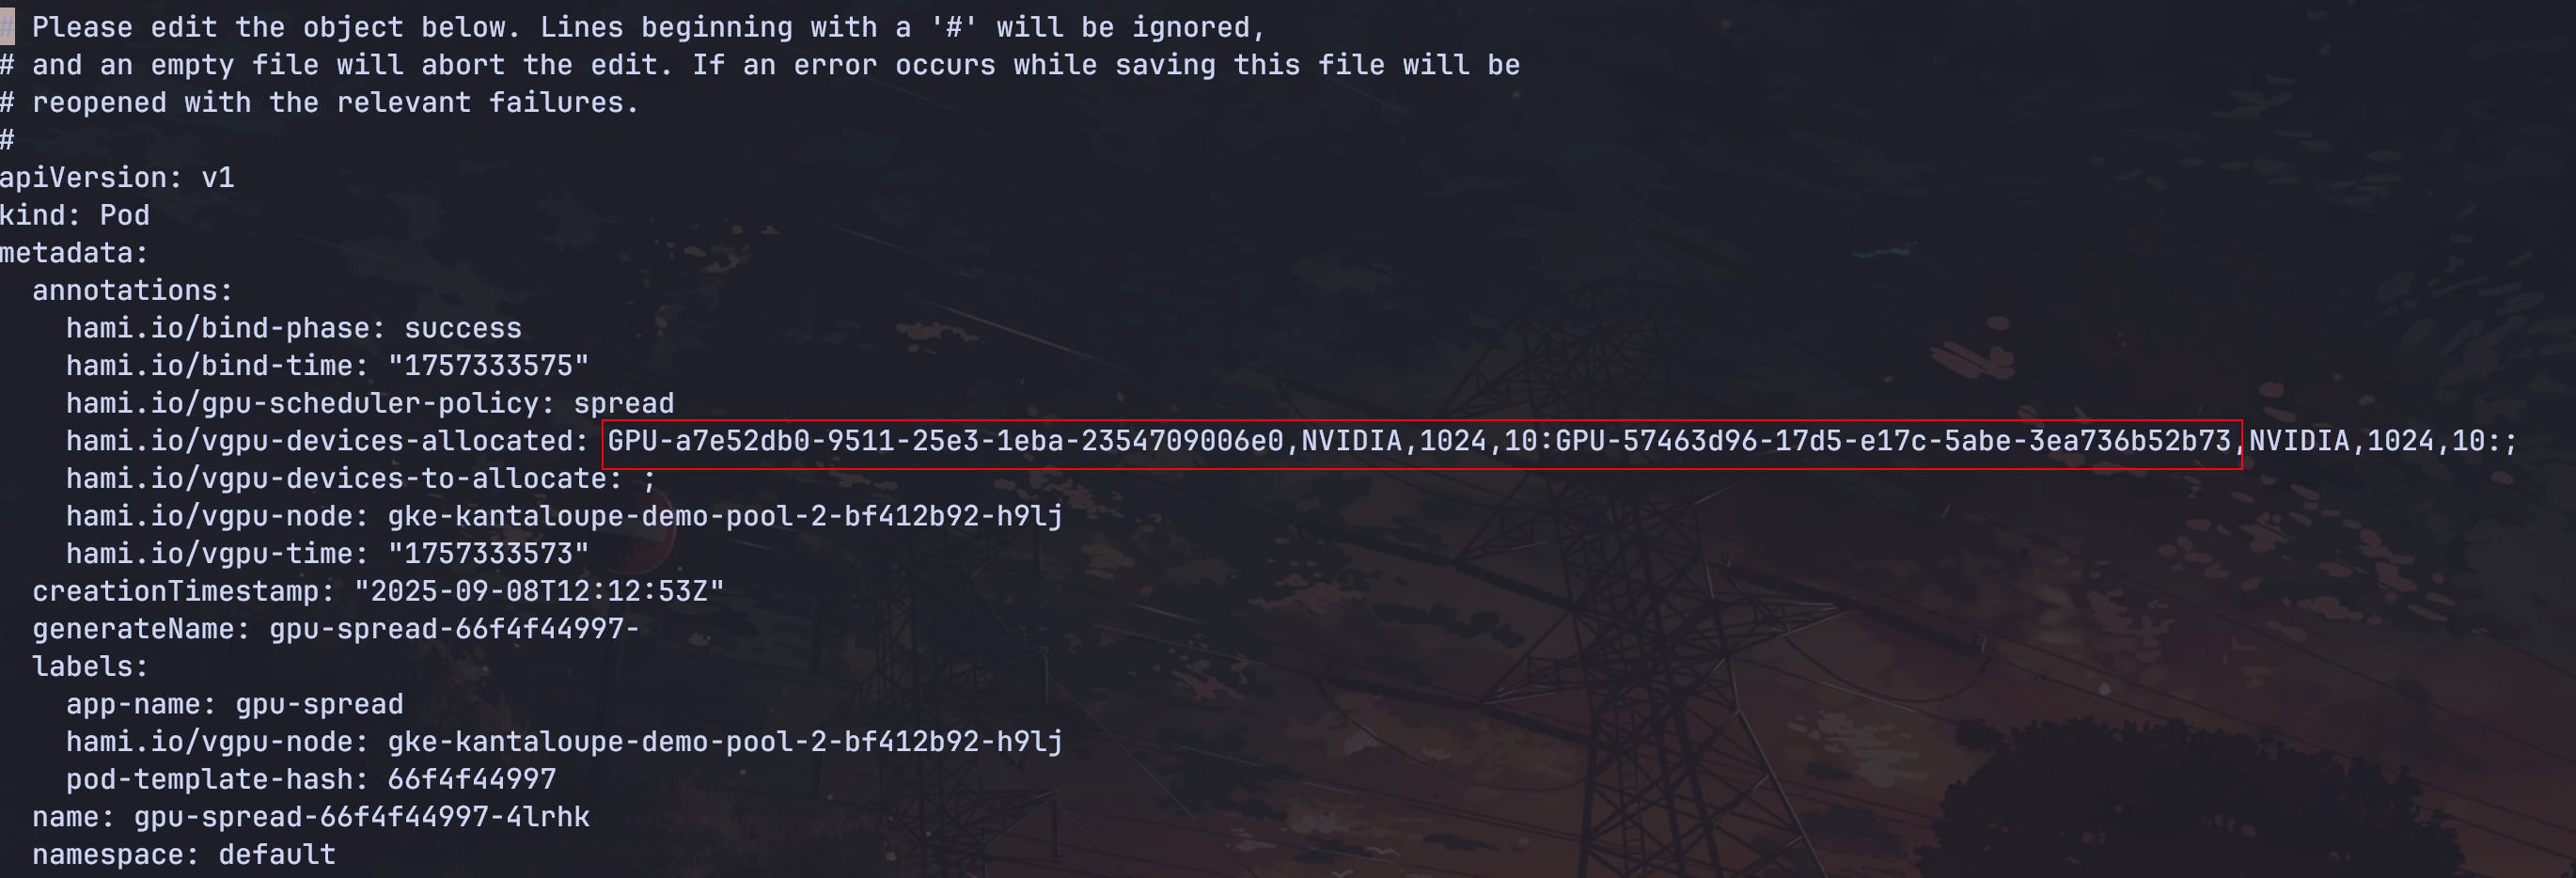 # Please edit the object below. Lines beginning with a '#' will be ignored,
# and an empty file will abort the edit. If an error occurs while saving this file will be
# reopened with the relevant failures.
#
apiVersion: v1
kind: Pod
metadata:
  annotations:
    hami.io/bind-phase: success
    hami.io/bind-time: "1757333575"
    hami.io/gpu-scheduler-policy: spread
    hami.io/vgpu-devices-allocated: GPU-a7e52db0-9511-25e3-1eba-2354709006e0,NVIDIA,1024,10:GPU-57463d96-17d5-e17c-5abe-3ea736b52b73,NVIDIA,1024,10:;
    hami.io/vgpu-devices-to-allocate: ;
    hami.io/vgpu-node: gke-kantaloupe-demo-pool-2-bf412b92-h9lj
    hami.io/vgpu-time: "1757333573"
  creationTimestamp: "2025-09-08T12:12:53Z"
  generateName: gpu-spread-66f4f44997-
  labels:
    app-name: gpu-spread
    hami.io/vgpu-node: gke-kantaloupe-demo-pool-2-bf412b92-h9lj
    pod-template-hash: 66f4f44997
  name: gpu-spread-66f4f44997-4lrhk
  namespace: default